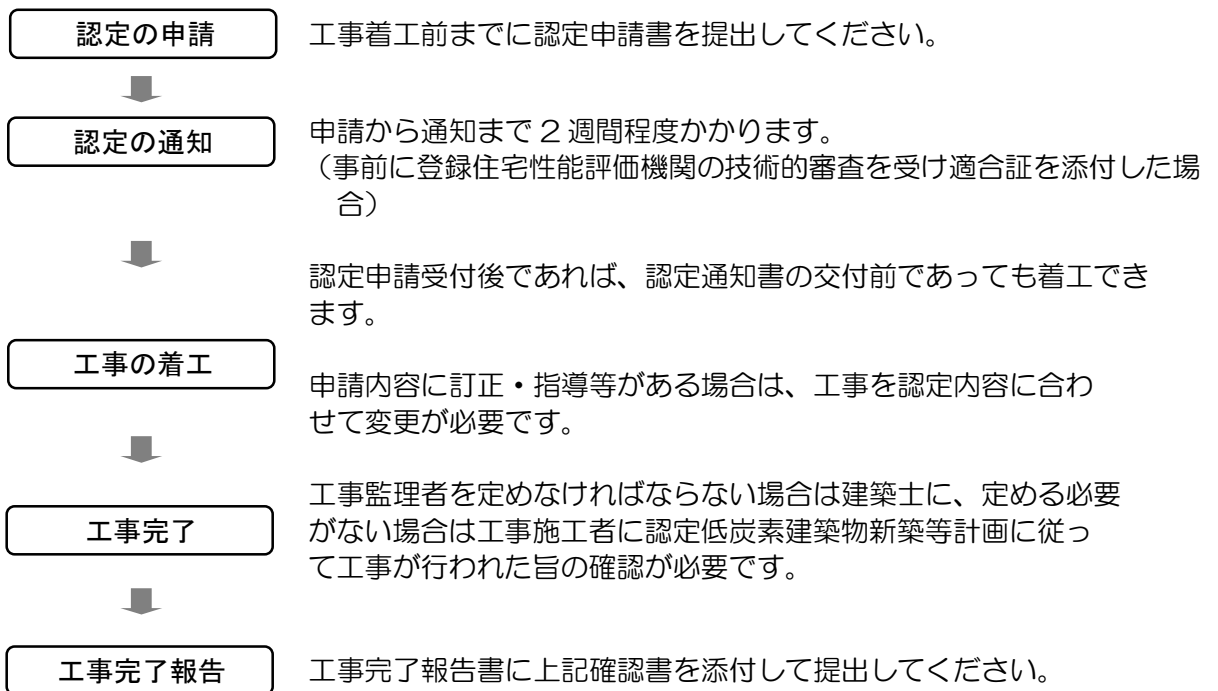 認定の申請
工事着工前までに認定申請書を提出してください。
認定の通知
申請から通知まで2週間程度かかります。
(事前に登録住宅性能評価機関の技術的審査を受け適合証を添付した場
合)
認定申請受付後であれば、認定通知書の交付前であっても着工でき
ます。
工事の着工
申請内容に訂正・指導等がある場合は、工事を認定内容に合わ
せて変更が必要です。
工事監理者を定めなければならない場合は建築士に、定める必要
工事完了
がない場合は工事施工者に認定低炭素建築物新築等計画に従っ
て工事が行われた旨の確認が必要です。
工事完了報告
工事完了報告書に上記確認書を添付して提出してください。